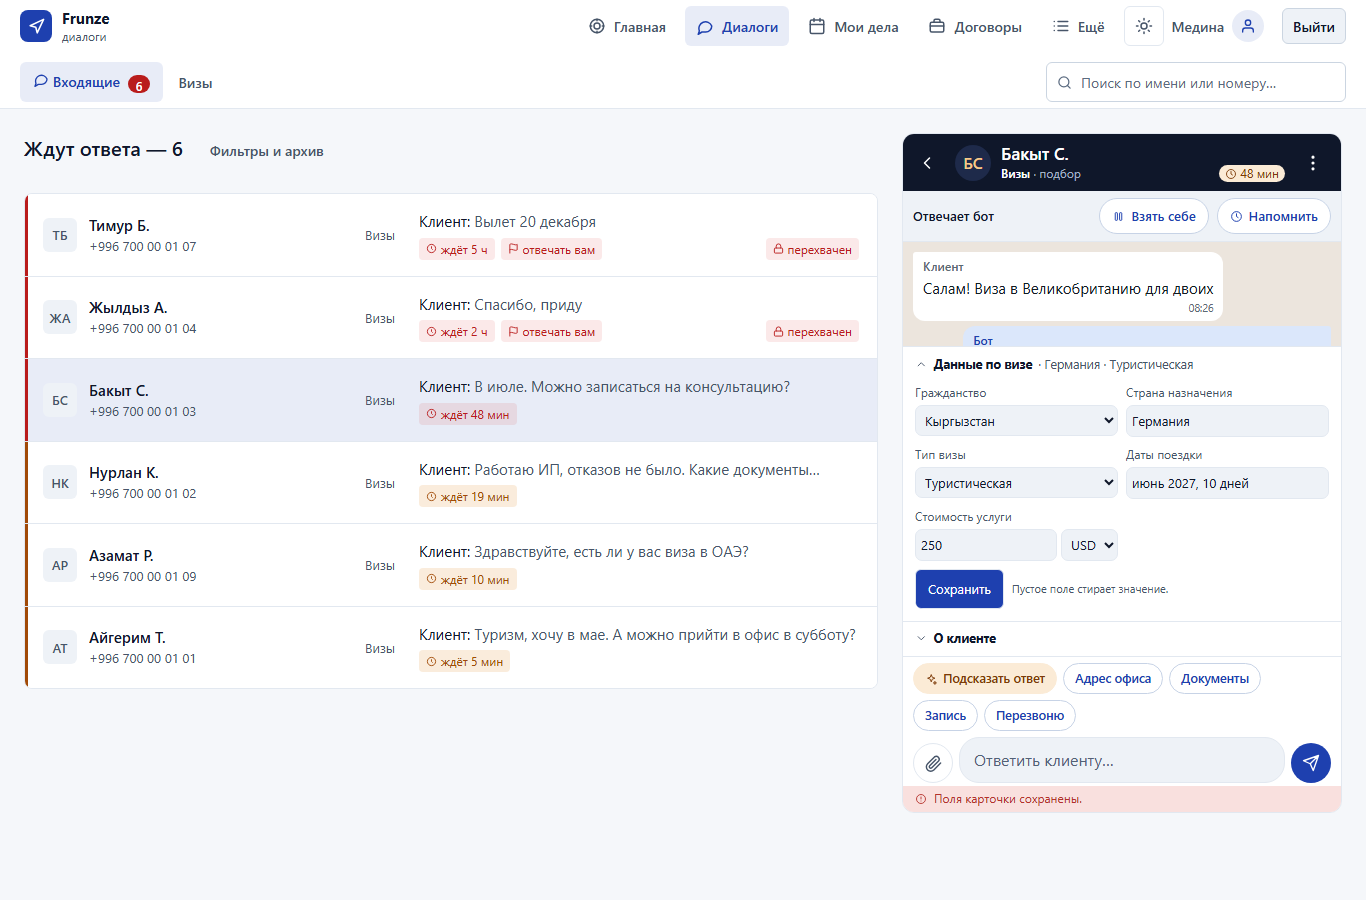 Frunze
диалоги
Главная
Диалоги
Мои дела
Договоры
Ещё
Медина
Выйти
Входящие 6
Визы
Поиск по имени или номеру...
Ждут ответа — 6
Фильтры и архив
ТБ
Тимур Б.
+996 700 00 01 07
Визы
Клиент: Вылет 20 декабря
ждёт 5 ч
отвечать вам
перехвачен
ЖА
Жылдыз А.
+996 700 00 01 04
Визы
Клиент: Спасибо, приду
ждёт 2 ч
отвечать вам
перехвачен
БС
Бакыт С.
+996 700 00 01 03
Визы
Клиент: В июле. Можно записаться на консультацию?
ждёт 48 мин
НК
Нурлан К.
+996 700 00 01 02
Визы
Клиент: Работаю ИП, отказов не было. Какие документы...
ждёт 19 мин
АР
Азамат Р.
+996 700 00 01 09
Визы
Клиент: Здравствуйте, есть ли у вас виза в ОАЭ?
ждёт 10 мин
АТ
Айгерим Т.
+996 700 00 01 01
Визы
Клиент: Туризм, хочу в мае. А можно прийти в офис в субботу?
ждёт 5 мин
БС
Бакыт С.
Визы · подбор
48 мин
Отвечает бот
Взять себе
Напомнить
Клиент
Салам! Виза в Великобританию для двоих
08:26
Бот
Данные по визе · Германия · Туристическая
Гражданство
Страна назначения
Кыргызстан
Германия
Тип визы
Даты поездки
Туристическая
июнь 2027, 10 дней
Стоимость услуги
250
USD
Сохранить
Пустое поле стирает значение.
О клиенте
Подсказать ответ
Адрес офиса
Документы
Запись
Перезвоню
Ответить клиенту...
Поля карточки сохранены.